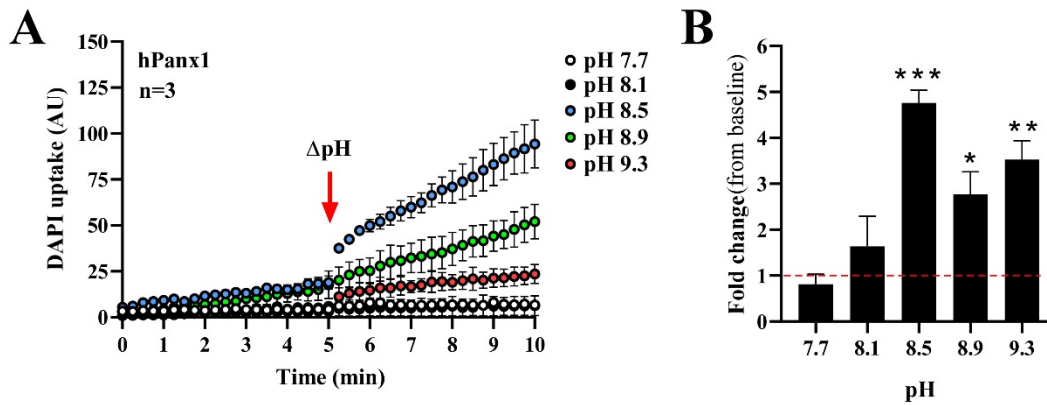 A
150
125
100
75
50
25
0
DAPI uptake (AU)
hPanx1
n=3
ΔpH
pH 7.7
pH 8.1
pH 8.5
pH 8.9
pH 9.3
0 1 2 3 4 5 6 7 8 9 10
Time (min)
B
6
5
4
3
2
1
0
Fold change(from baseline)
***
*
**
7.7 8.1 8.5 8.9 9.3
pH